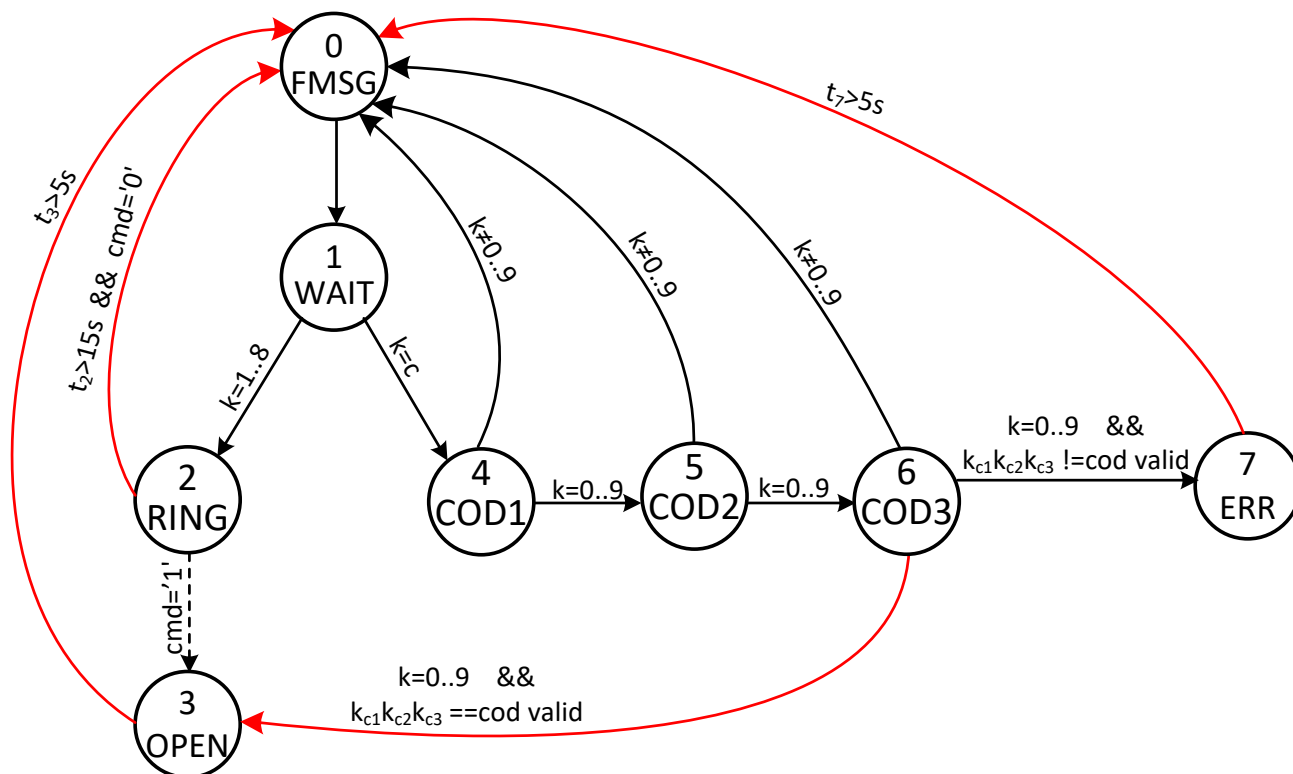 0
FMSG
t₇>5s
t₃>5s
t₂>15s && cmd='0'
k≠0..9
k≠0..9
k≠0..9
1
WAIT
k=1..8
k=c
2
RING
4
COD1
k=0..9
5
COD2
k=0..9
6
COD3
k=0..9 &&
kc1kc2kc3 !=cod valid
7
ERR
cmd='1'
3
OPEN
k=0..9 &&
kc1kc2kc3 ==cod valid